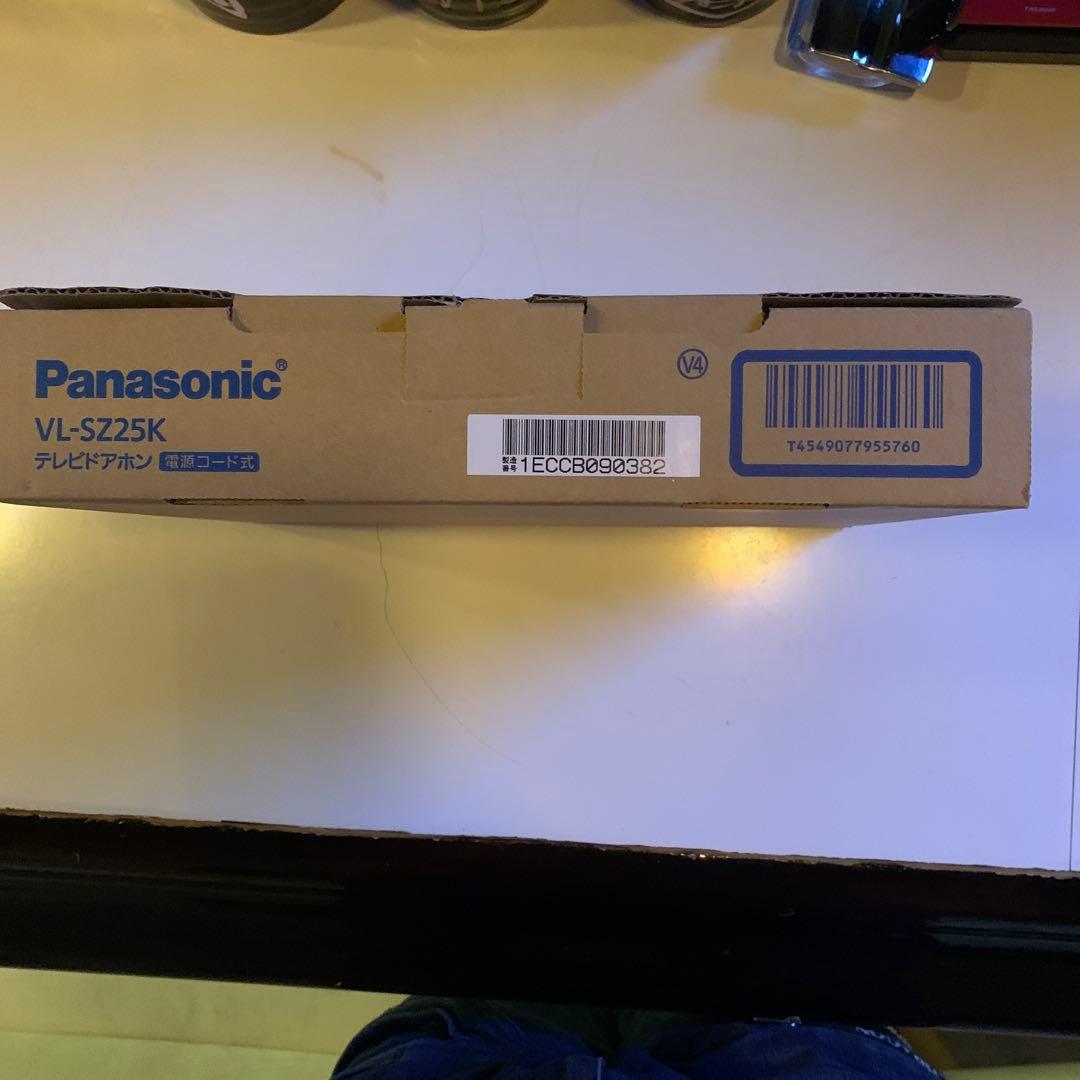 Panasonic®
VL-SZ25K
テレビドアホン 電源コード式
製造番号 1ECCB090382
V4
T4549077955760